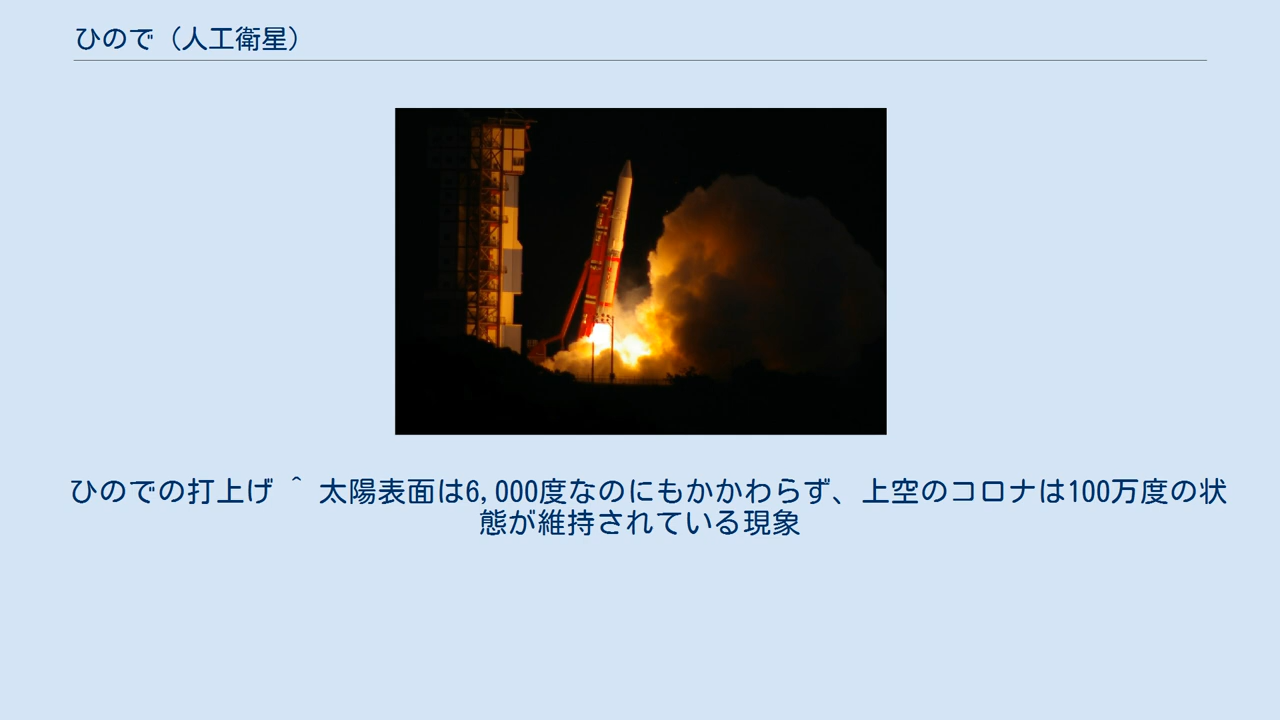 ひので（人工衛星）
ひのでの打上げ ^ 太陽表面は6,000度なのにもかかわらず、上空のコロナは100万度の状
態が維持されている現象